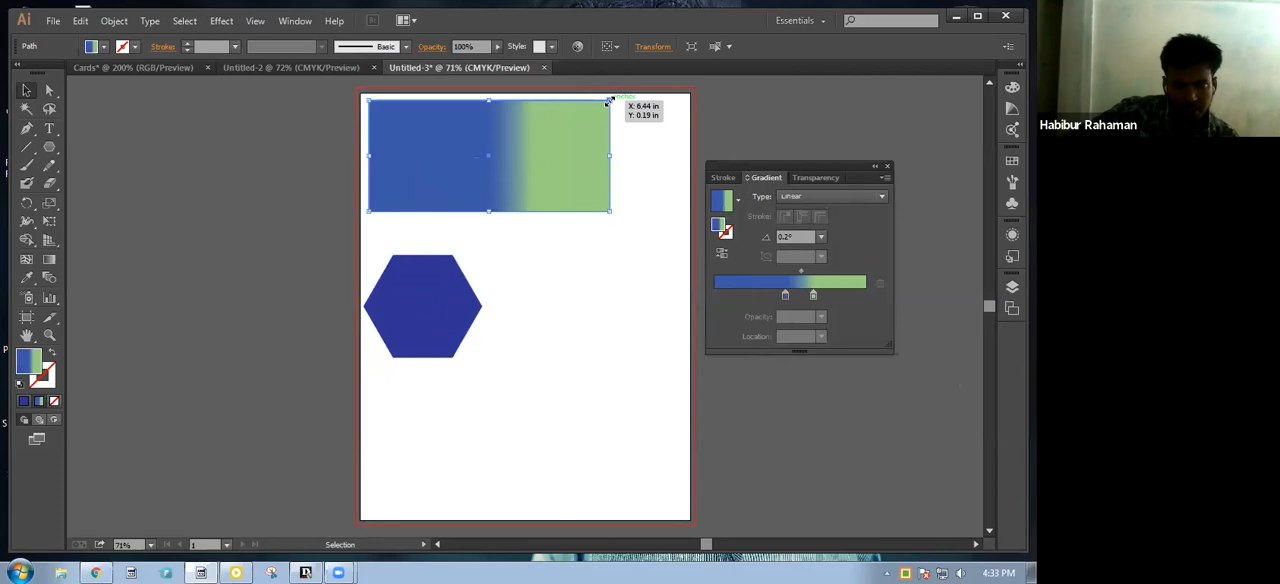 Ai File Edit Object Type Select Effect View Window Help Br Essentials
Path Stroke: Basic Opacity: 100% Style: Transform
Cards* @ 200% (RGB/Preview) × Untitled-2 @ 72% (CMYK/Preview) × Untitled-3* @ 71% (CMYK/Preview) ×
X: 6.44 in
Y: 0.19 in
Habibur Rahaman
Stroke Gradient Transparency
Type: Linear
Stroke:
0.2°
Opacity:
Location:
71% 1 Selection
4:33 PM